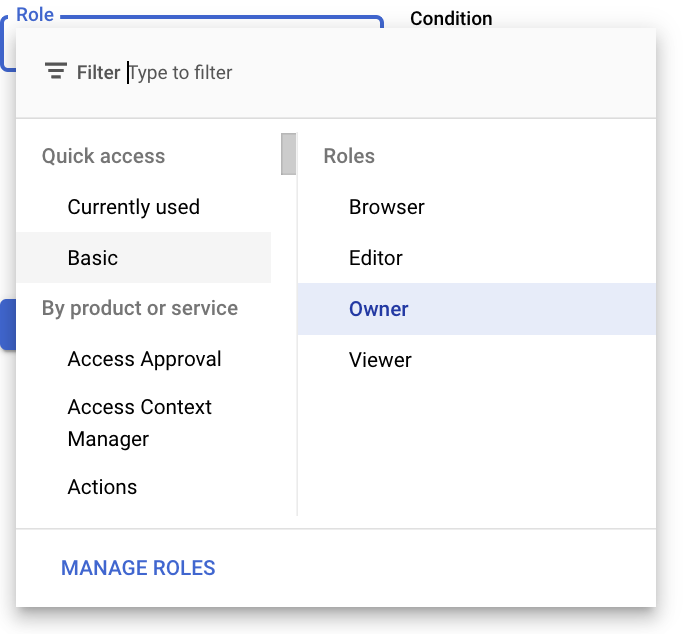 Role
Condition
Filter Type to filter
Quick access
Currently used
Basic
By product or service
Access Approval
Access Context
Manager
Actions
Roles
Browser
Editor
Owner
Viewer
MANAGE ROLES